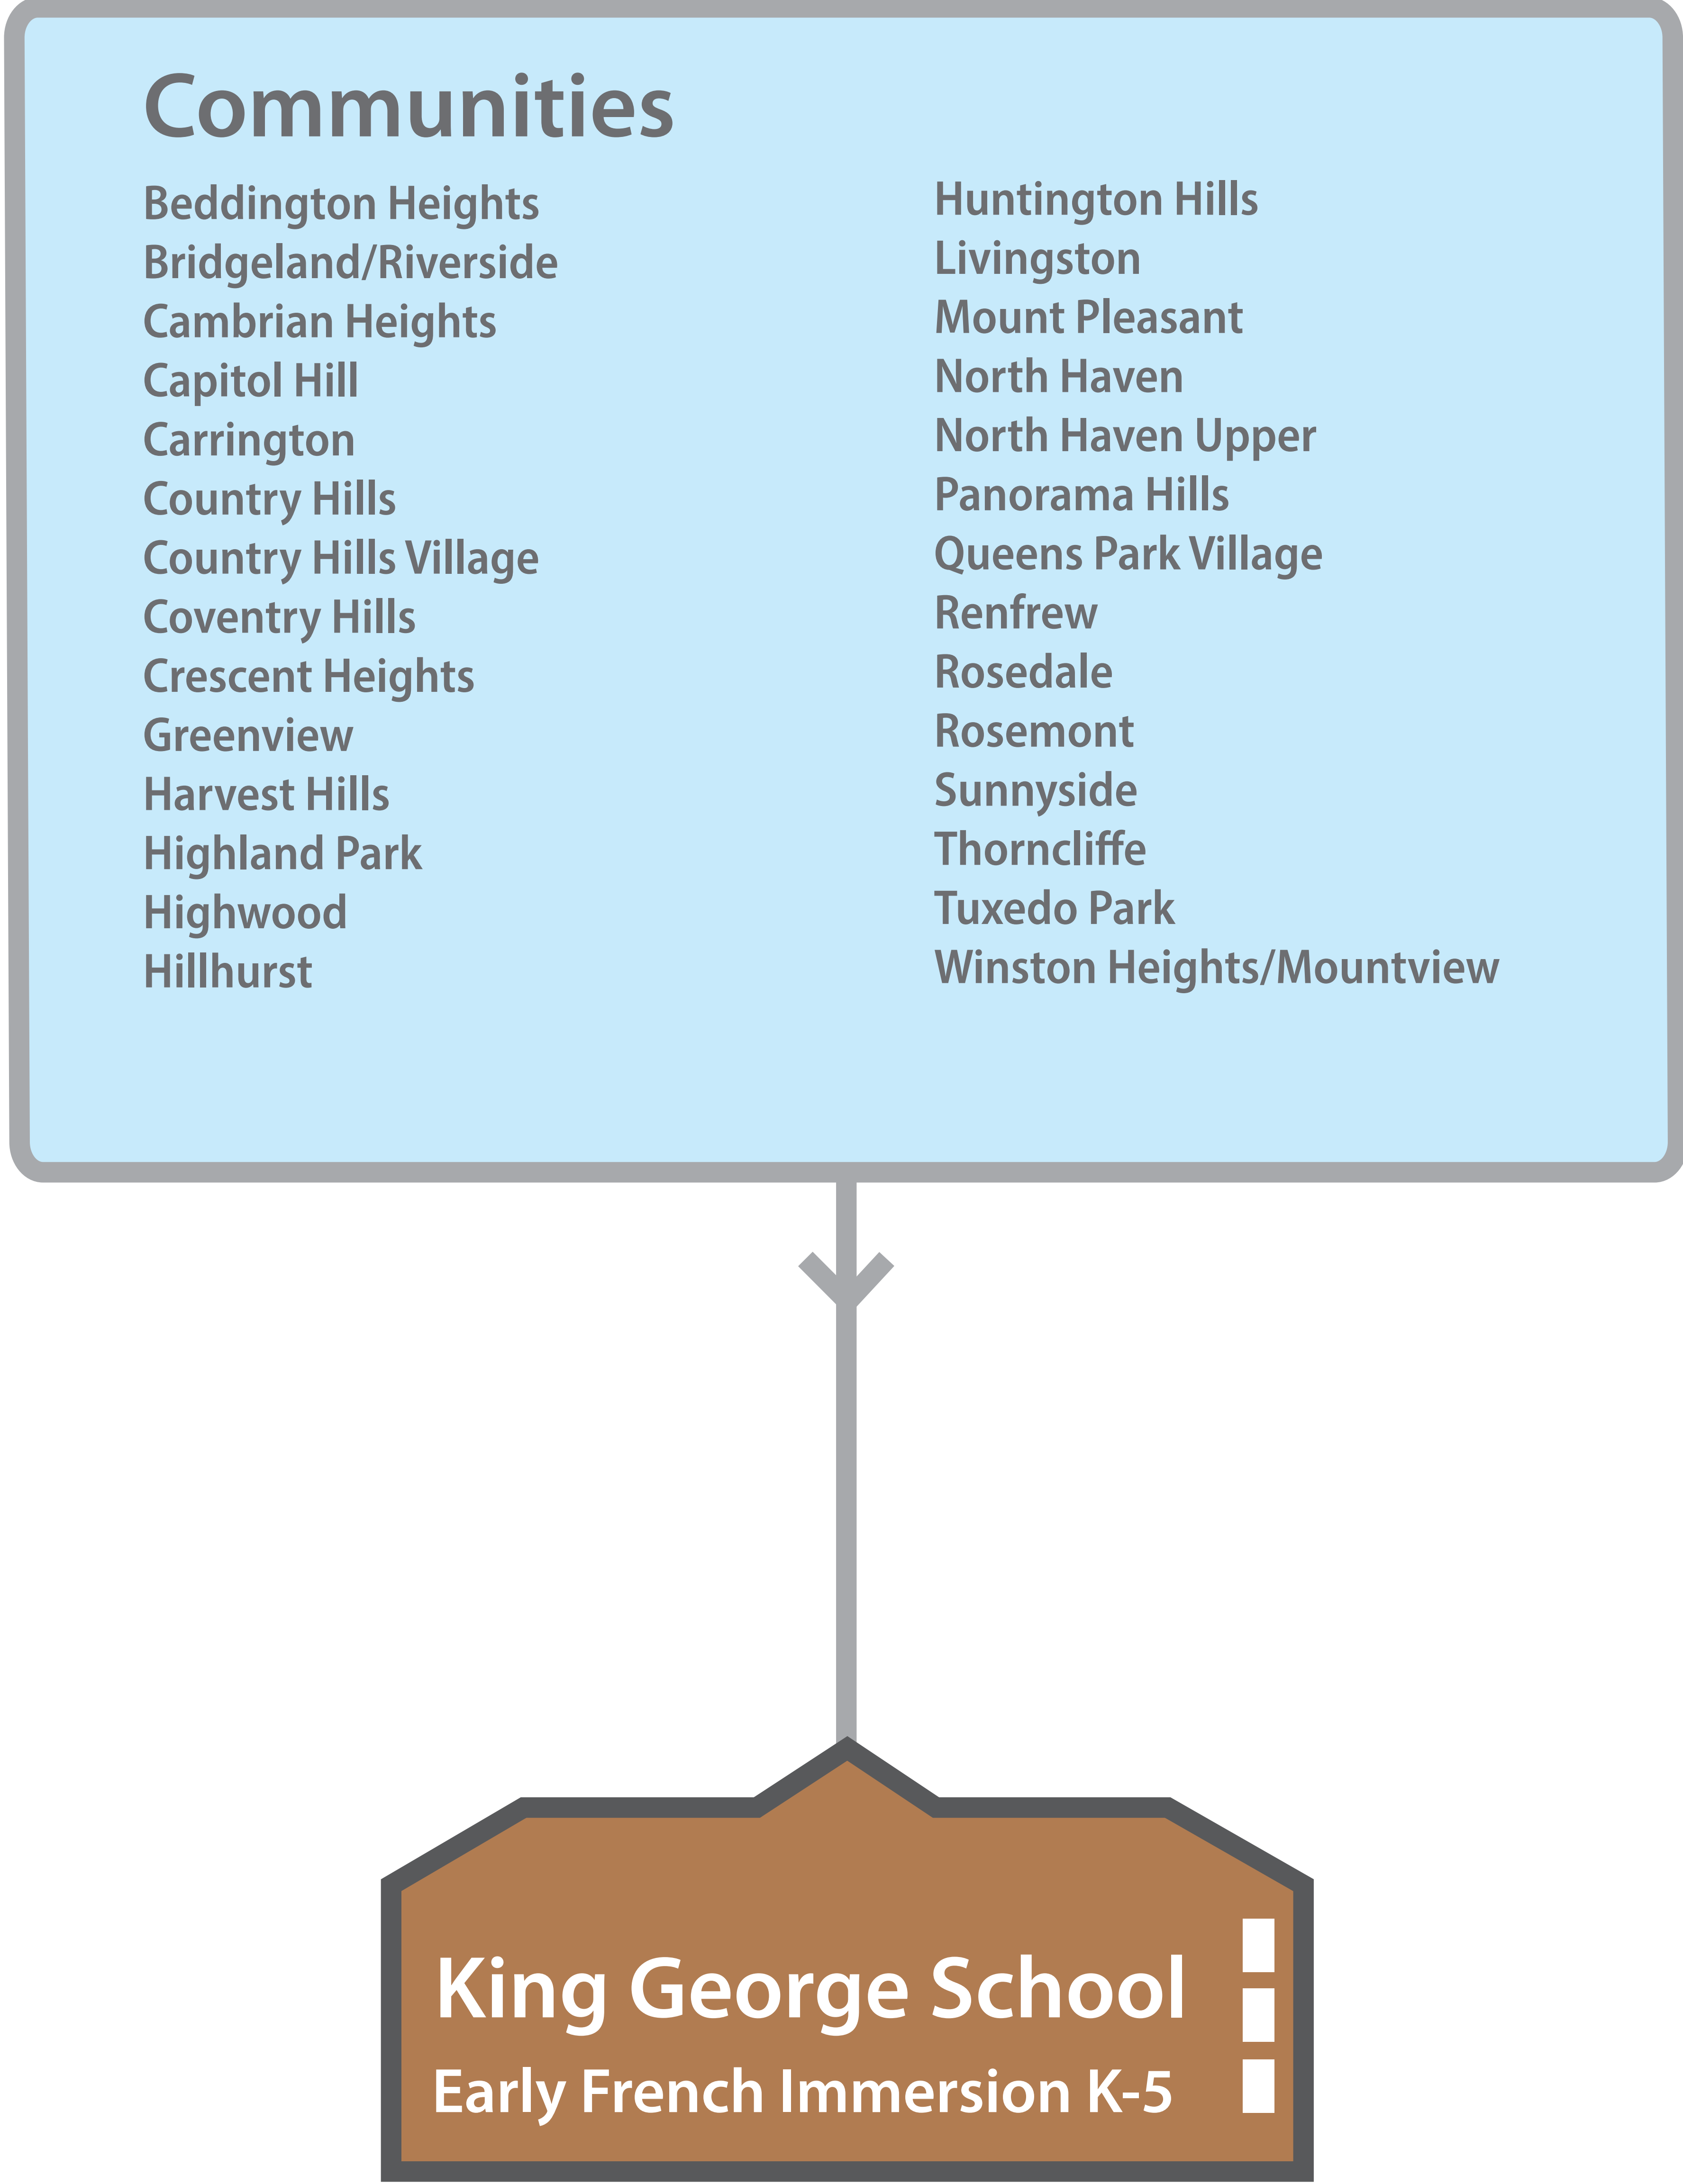 Communities
Beddington Heights
Bridgeland/Riverside
Cambrian Heights
Capitol Hill
Carrington
Country Hills
Country Hills Village
Coventry Hills
Crescent Heights
Greenview
Harvest Hills
Highland Park
Highwood
Hillhurst
Huntington Hills
Livingston
Mount Pleasant
North Haven
North Haven Upper
Panorama Hills
Queens Park Village
Renfrew
Rosedale
Rosemont
Sunnyside
Thorncliffe
Tuxedo Park
Winston Heights/Mountview
King George School
Early French Immersion K-5